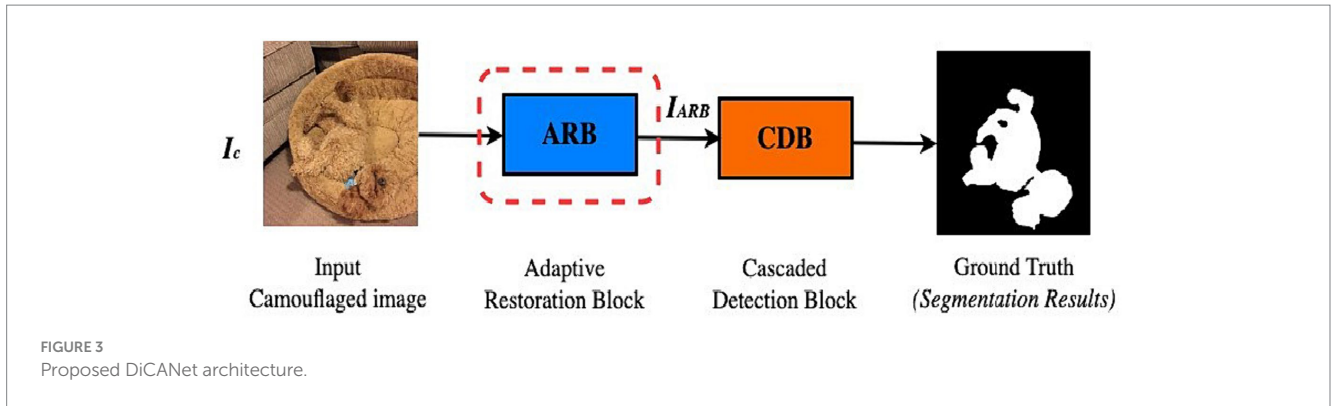 I_c
ARB
I_ARB
CDB
Input
Camouflaged image
Adaptive
Restoration Block
Cascaded
Detection Block
Ground Truth
(Segmentation Results)
FIGURE 3
Proposed DiCANet architecture.